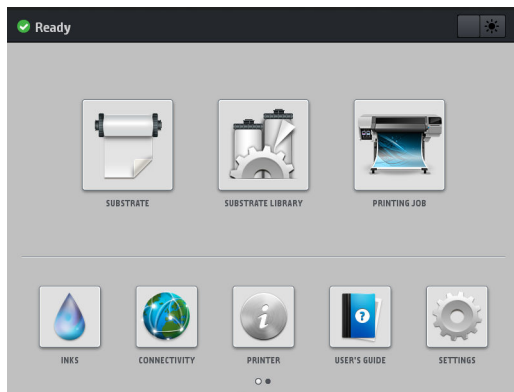 Ready
SUBSTRATE
SUBSTRATE LIBRARY
PRINTING JOB
INKS
CONNECTIVITY
PRINTER
USER'S GUIDE
SETTINGS